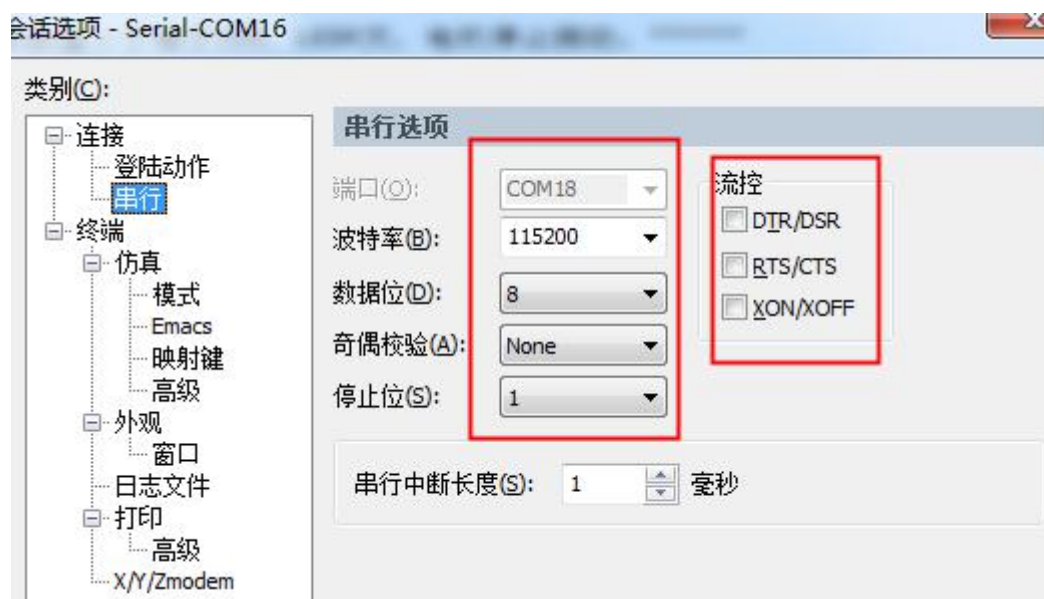 会话选项 - Serial-COM16
类别(C):
连接
登陆动作
串行
终端
仿真
模式
Emacs
映射键
高级
外观
窗口
日志文件
打印
高级
X/Y/Zmodem
串行选项
端口(O): COM18
波特率(B): 115200
数据位(D): 8
奇偶校验(A): None
停止位(S): 1
流控
DTR/DSR
RTS/CTS
XON/XOFF
串行中断长度(S): 1 毫秒